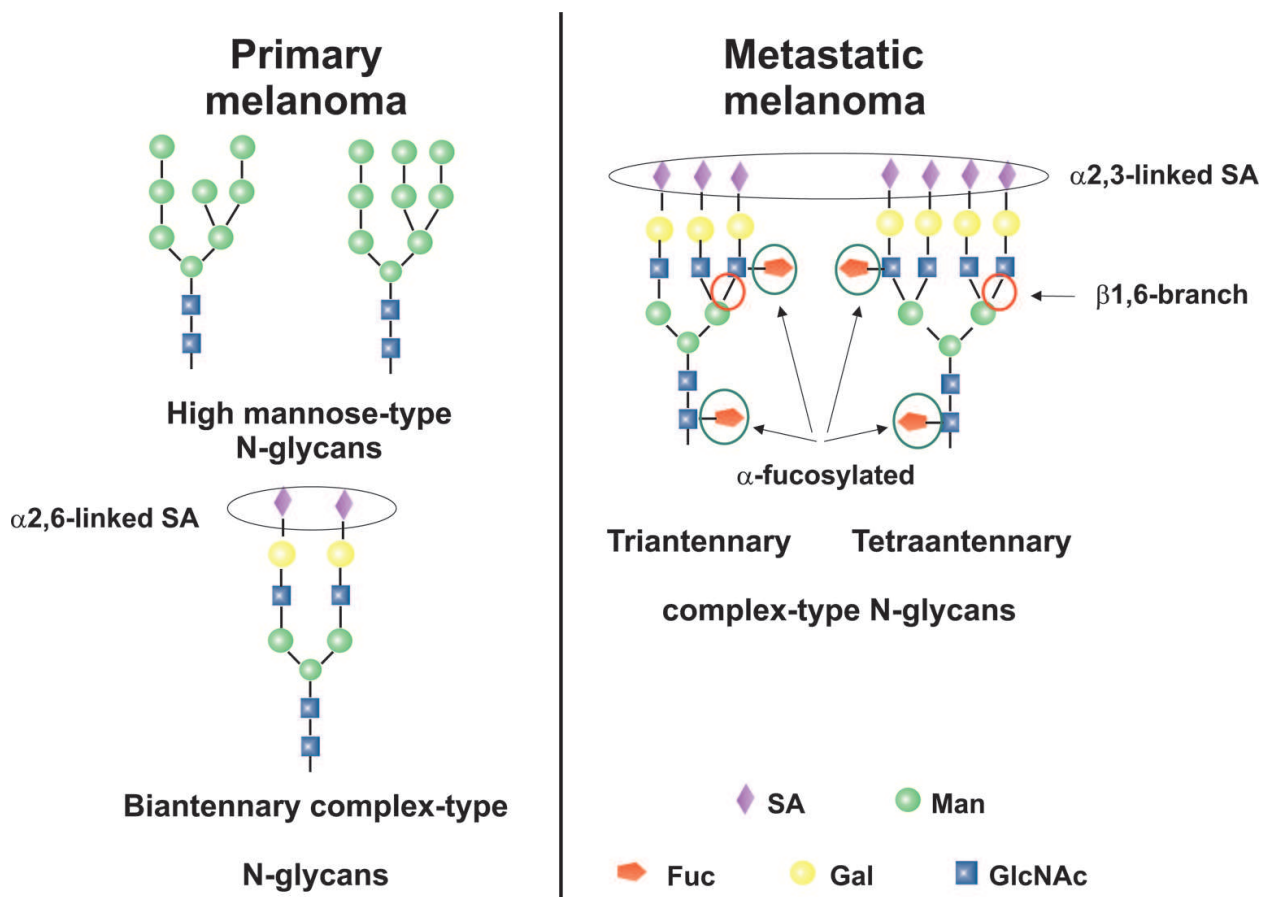 Primary
melanoma
High mannose-type
N-glycans
α2,6-linked SA
Biantennary complex-type
N-glycans
Metastatic
melanoma
α2,3-linked SA
β1,6-branch
α-fucosylated
Triantennary Tetraantennary
complex-type N-glycans
SA Man
Fuc Gal GlcNAc